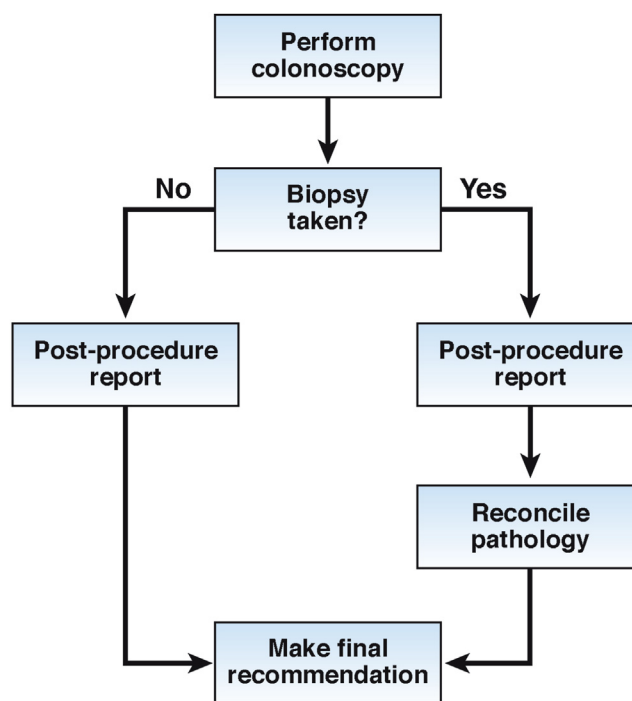 Perform
colonoscopy
No
Biopsy
taken?
Yes
Post-procedure
report
Post-procedure
report
Reconcile
pathology
Make final
recommendation